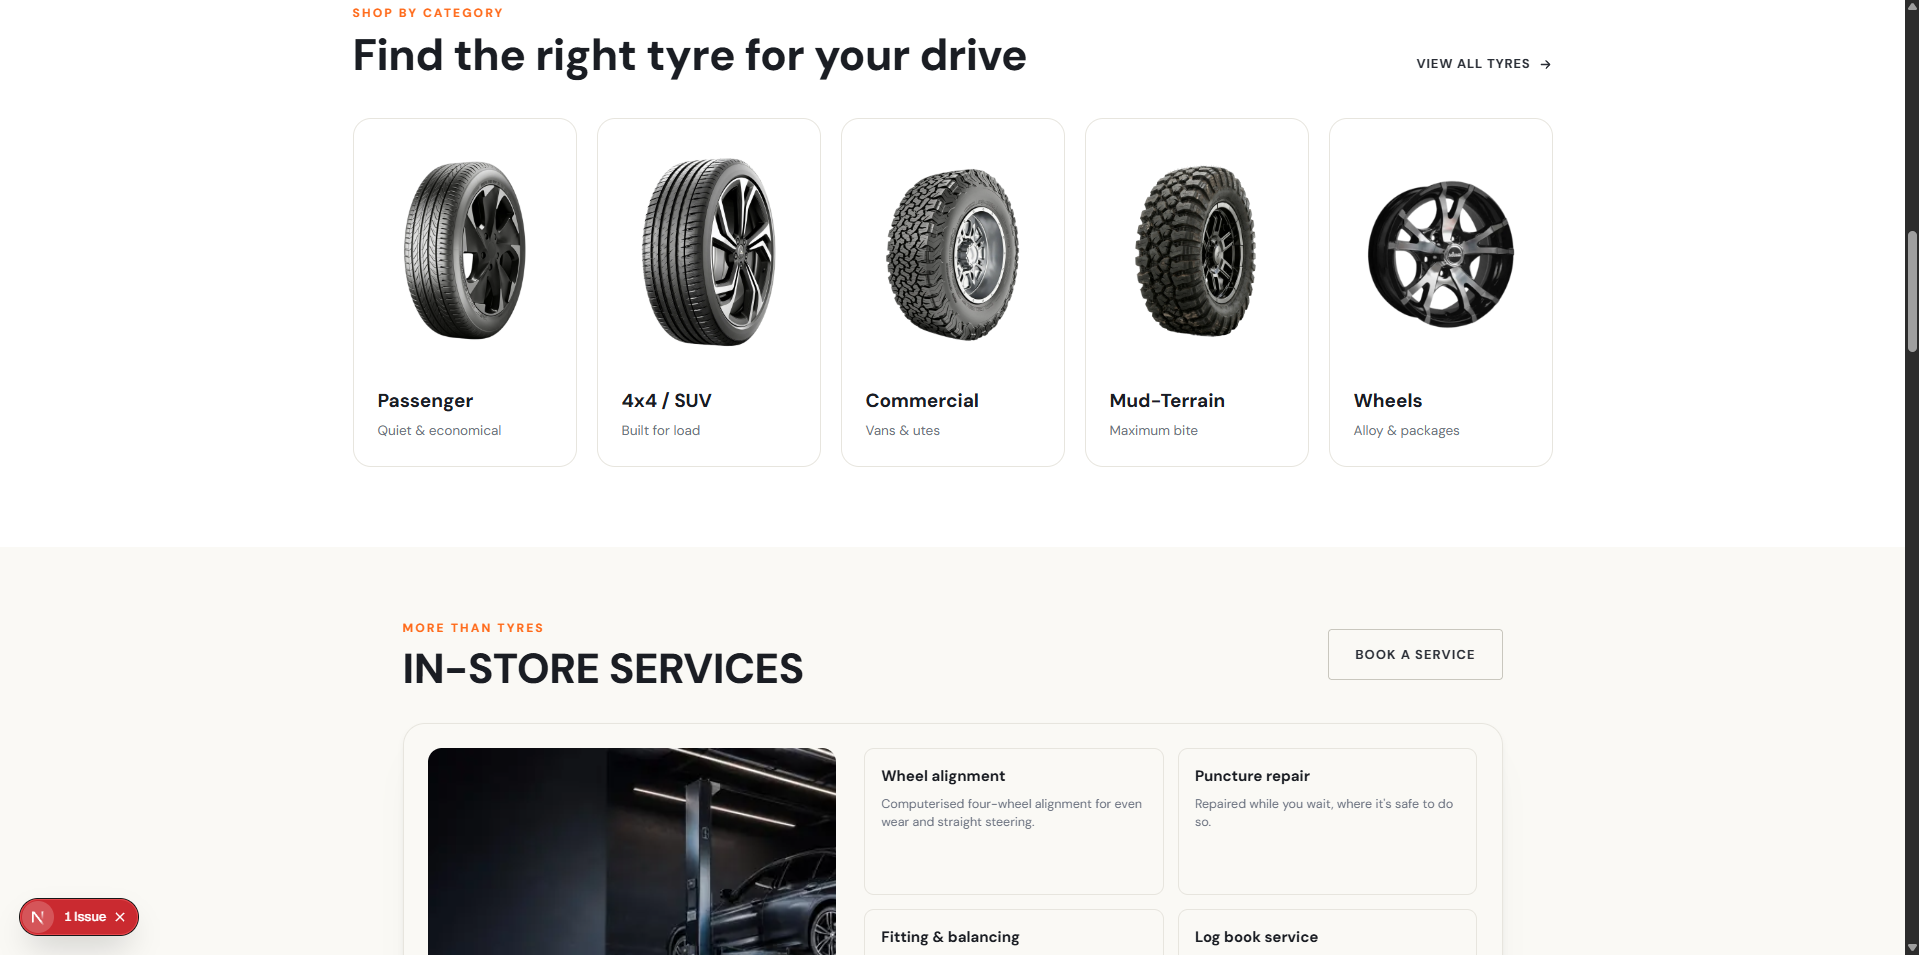 SHOP BY CATEGORY
Find the right tyre for your drive
VIEW ALL TYRES →
Passenger
Quiet & economical
4x4 / SUV
Built for load
Commercial
Vans & utes
Mud-Terrain
Maximum bite
Wheels
Alloy & packages
MORE THAN TYRES
IN-STORE SERVICES
BOOK A SERVICE
Wheel alignment
Computerised four-wheel alignment for even
wear and straight steering.
Puncture repair
Repaired while you wait, where it's safe to do
so.
Fitting & balancing
Log book service
N 1 Issue ×